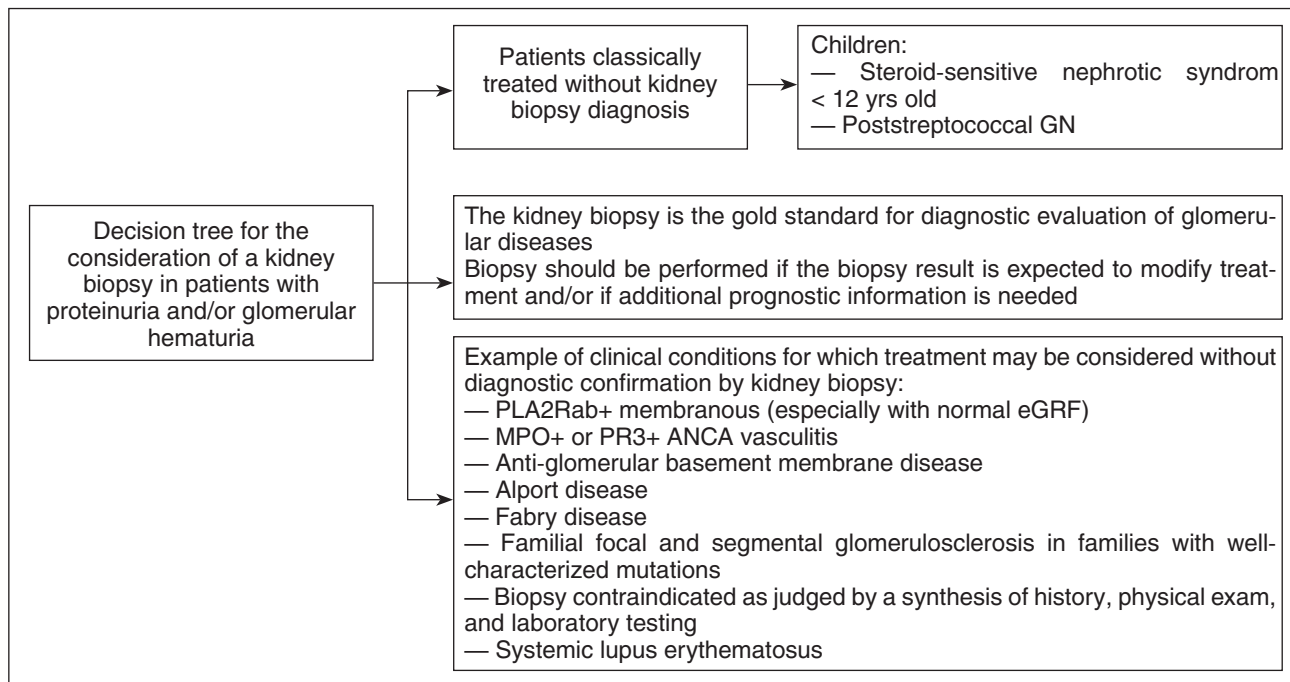 Patients classically
treated without kidney
biopsy diagnosis
Children:
— Steroid-sensitive nephrotic syndrom
< 12 yrs old
— Poststreptococcal GN
Decision tree for the
consideration of a kidney
biopsy in patients with
proteinuria and/or glomerular
hematuria
The kidney biopsy is the gold standard for diagnostic evaluation of glomeru-
lar diseases
Biopsy should be performed if the biopsy result is expected to modify treat-
ment and/or if additional prognostic information is needed
Example of clinical conditions for which treatment may be considered without
diagnostic confirmation by kidney biopsy:
— PLA2Rab+ membranous (especially with normal eGRF)
— MPO+ or PR3+ ANCA vasculitis
— Anti-glomerular basement membrane disease
— Alport disease
— Fabry disease
— Familial focal and segmental glomerulosclerosis in families with well-
characterized mutations
— Biopsy contraindicated as judged by a synthesis of history, physical exam,
and laboratory testing
— Systemic lupus erythematosus